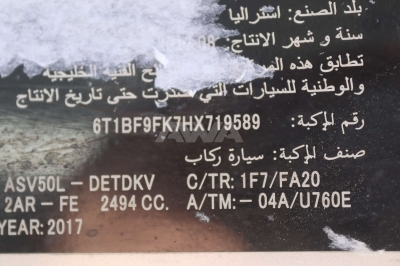 بلد الصنع: استراليا
سنة و شهر الانتاج:
تطابق هذه الم القيد الخليجية
والوطنية للسيارات التي صدرت حتى تاريخ الانتاج
رقم المركبة: 6T1BF9FK7HX719589
AWA
صنف المركبة: سيارة ركاب
ASV50L - DETDKV C/TR: 1F7/FA20
2AR - FE 2494 CC. A/TM: - 04A/U760E
YEAR: 2017